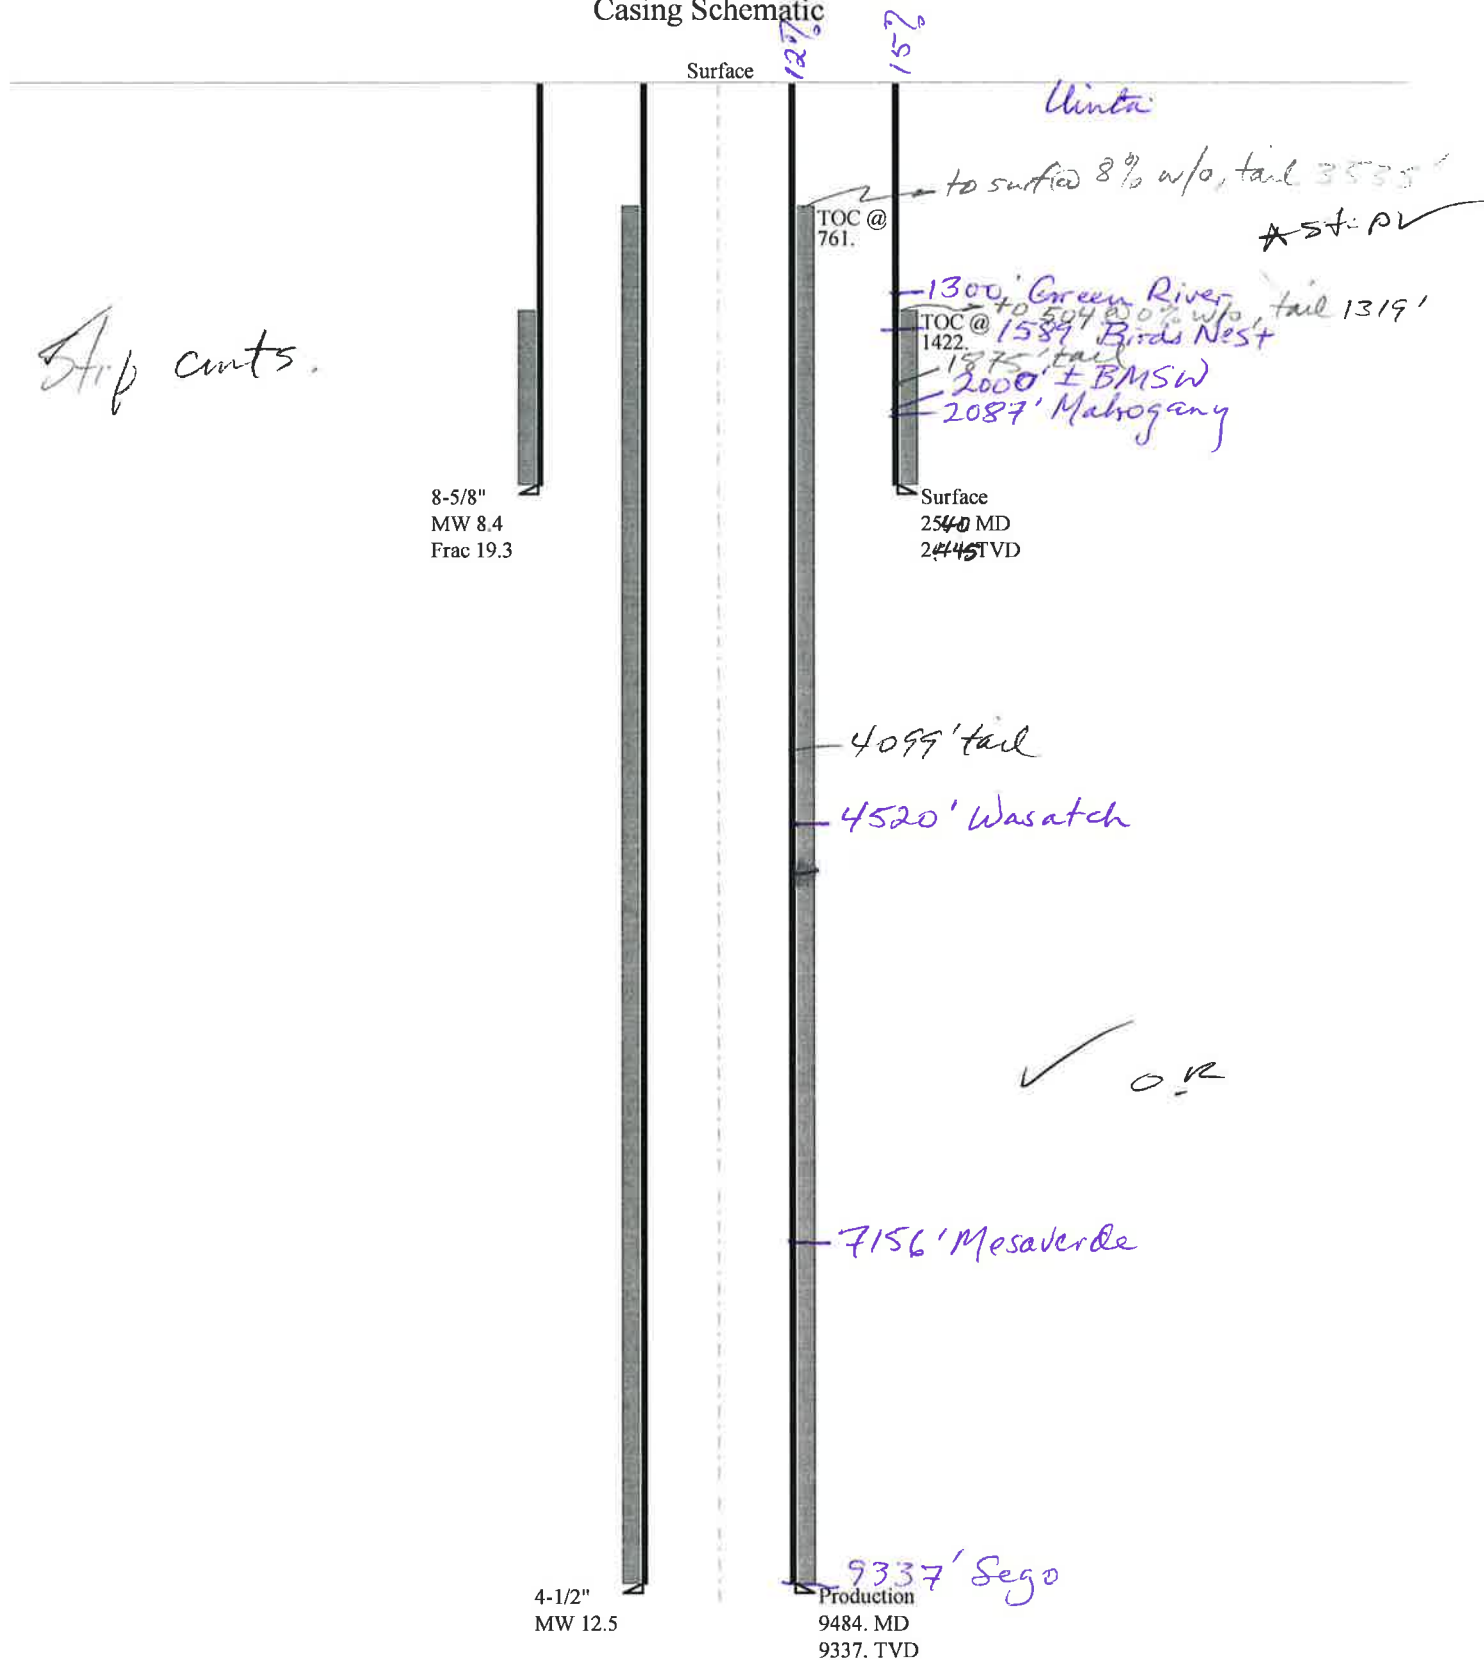 Casing Schematic
12%
15%
Surface
Uinta
to surface 8% w/o, tail 3535'
TOC @
761.
* stip ✓
1300' Green River
to 504 @ 0% w/o, tail 1319'
TOC @
1422.
1589' Birds Nest
1875' tail
2000' ± BMSW
2087' Mahogany
Stip cmts.
8-5/8"
MW 8.4
Frac 19.3
Surface
2540 MD
2445 TVD
4099' tail
4520' Wasatch
✓ OK
7156' Mesaverde
9337' Sego
4-1/2"
MW 12.5
Production
9484. MD
9337. TVD